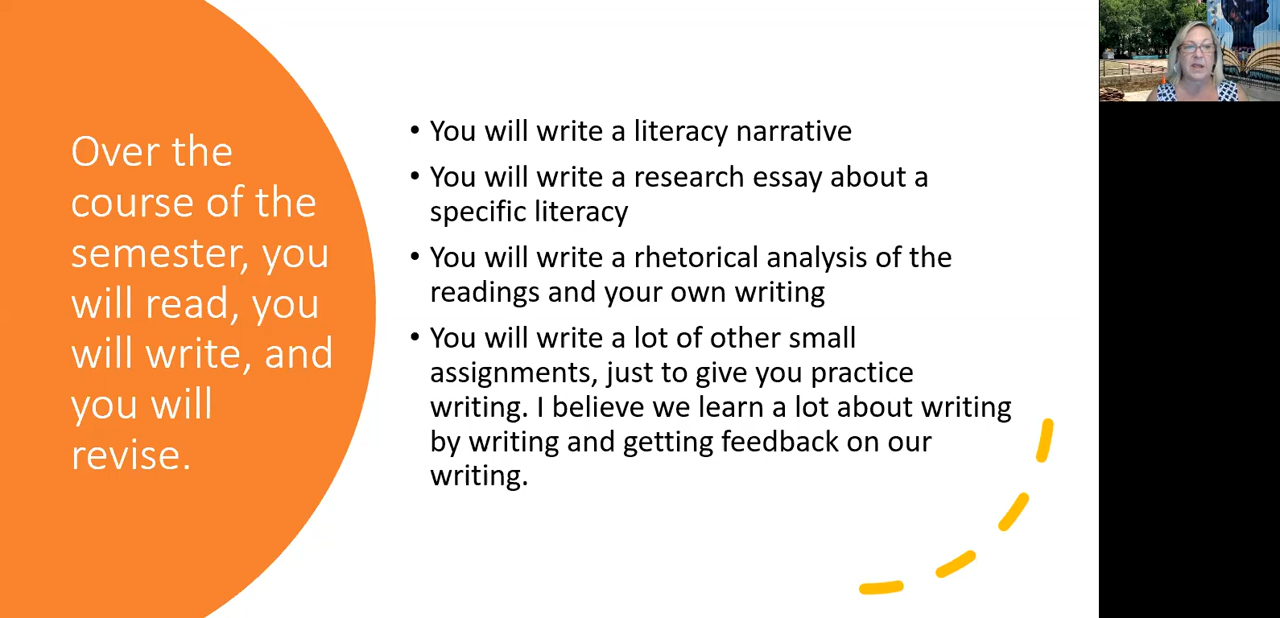 Over the
course of the
semester, you
will read, you
will write, and
you will
revise.
• You will write a literacy narrative
• You will write a research essay about a
specific literacy
• You will write a rhetorical analysis of the
readings and your own writing
• You will write a lot of other small
assignments, just to give you practice
writing. I believe we learn a lot about writing
by writing and getting feedback on our
writing.